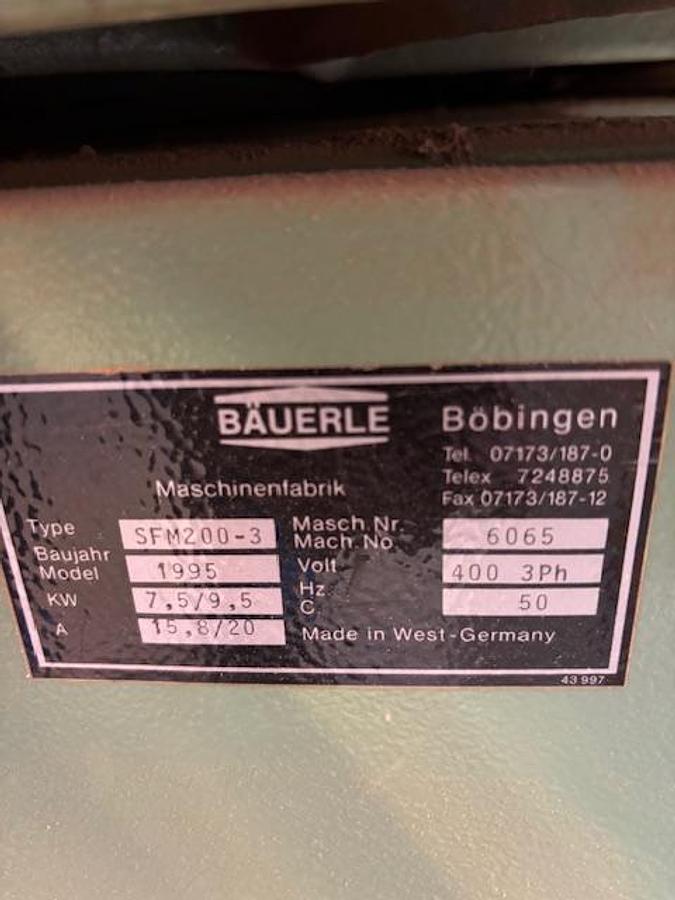 BÄUERLE
Böbingen
Tel. 07173/187-0
Telex 7248875
Fax 07173/187-12
Maschinenfabrik
Type SFM200-3
Masch.Nr.
Mach.No. 6065
Baujahr
Model 1995
Volt 400 3Ph
KW 7,5/9,5
Hz
C 50
A 15,8/20
Made in West-Germany
43 997